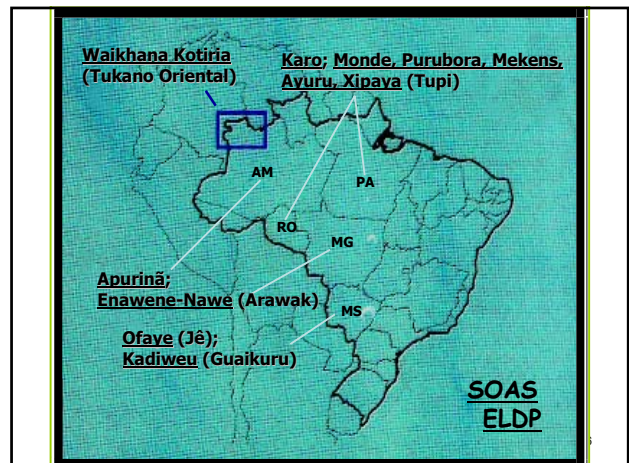 Waikhana Kotiria
(Tukano Oriental)
Karo; Monde, Purubora, Mekens,
Ayuru, Xipaya (Tupi)
AM
PA
RO
MG
Apurinã;
Enawene-Nawe (Arawak)
MS
Ofaye (Jê);
Kadiweu (Guaikuru)
SOAS
ELDP